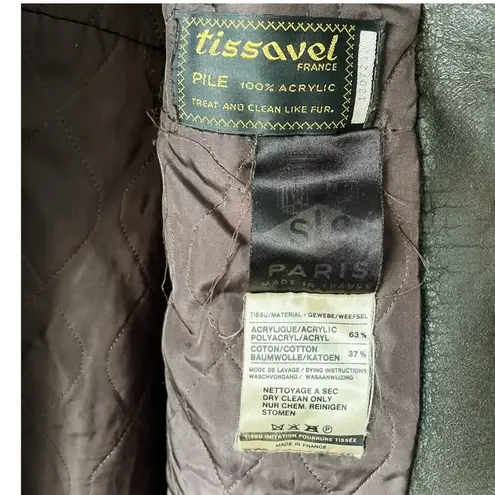 tissavel
FRANCE
PILE 100% ACRYLIC
TREAT AND CLEAN LIKE FUR.
PARIS
MADE IN FRANCE
TISSU/MATERIAL / GEWEBE/WEEFSEL
ACRYLIQUE/ACRYLIC
POLYACRYL/ACRYL 63%
COTON/COTTON
BAUMWOLLE/KATOEN 37%
MODE DE LAVAGE / DYING INSTRUCTIONS
WASCHVORGANG / WASAANWIJZING
NETTOYAGE A SEC
DRY CLEAN ONLY
NUR CHEM. REINIGEN
STOMEN
TISSU IMITATION FOURRURE TISSÉE
MADE IN FRANCE